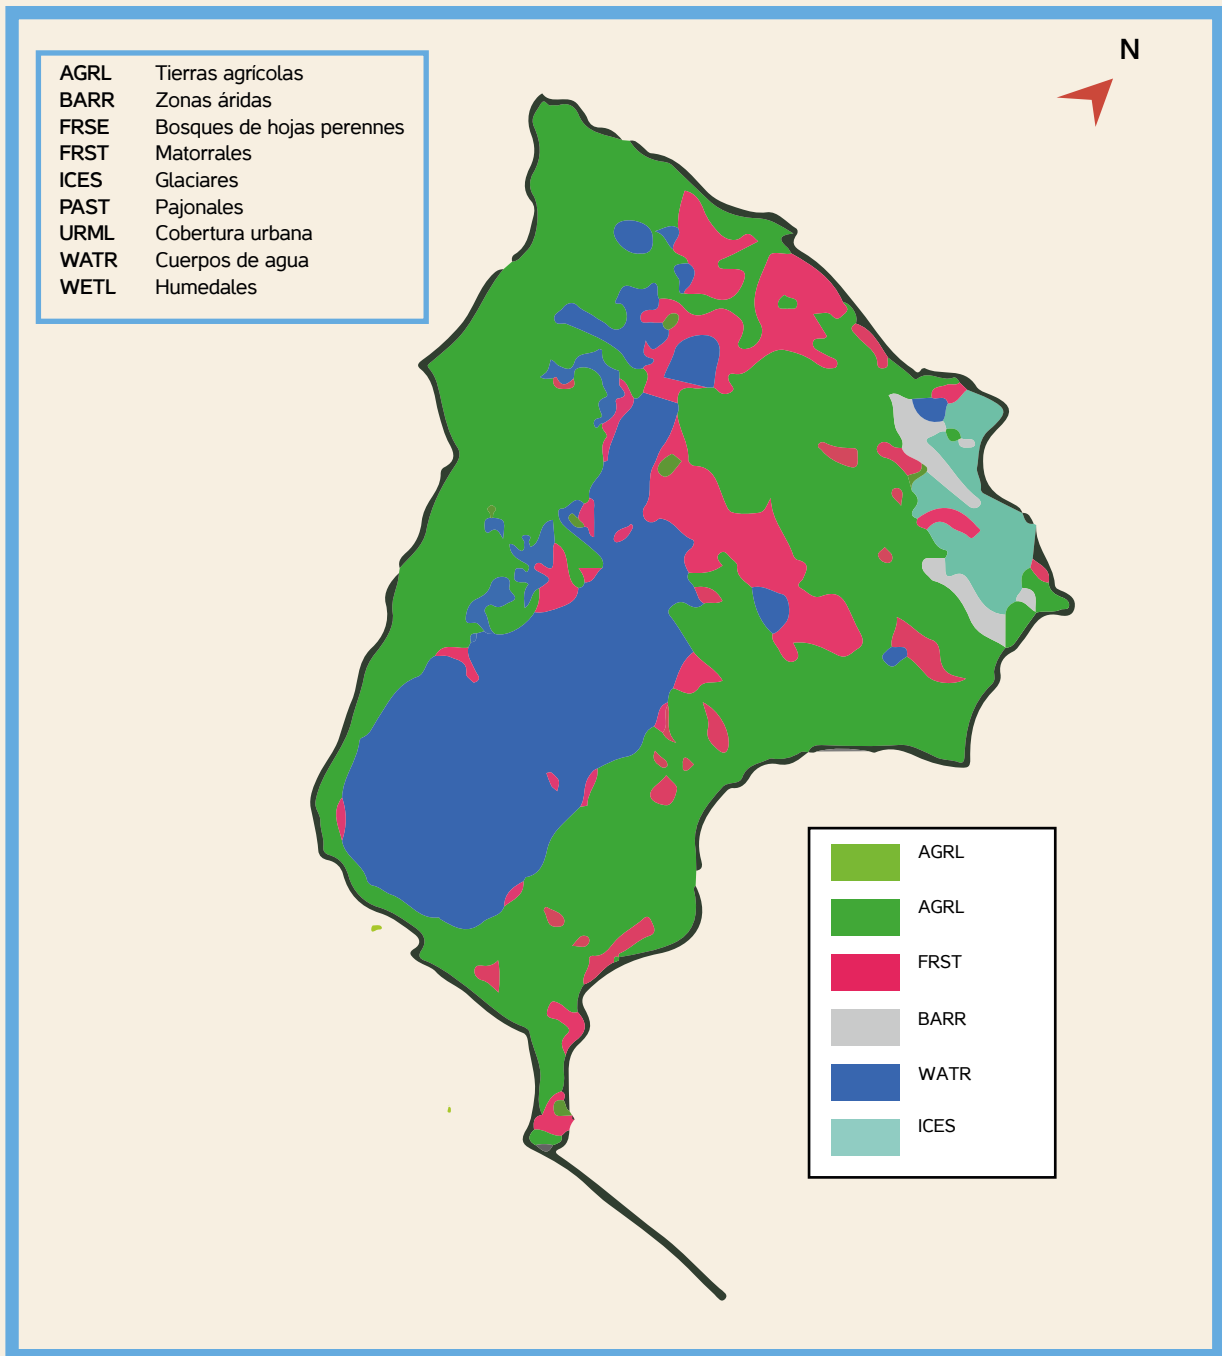 N
AGRL Tierras agrícolas
BARR Zonas áridas
FRSE Bosques de hojas perennes
FRST Matorrales
ICES Glaciares
PAST Pajonales
URML Cobertura urbana
WATR Cuerpos de agua
WETL Humedales
AGRL
AGRL
FRST
BARR
WATR
ICES